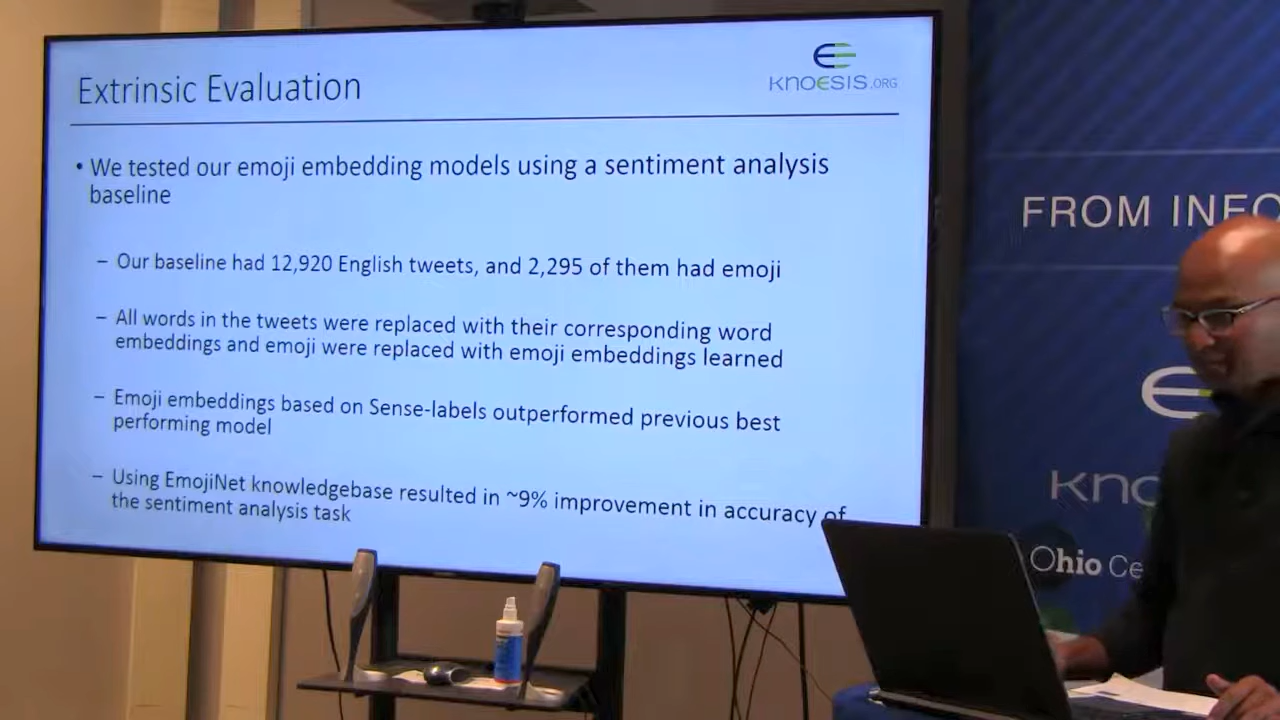 Extrinsic Evaluation
KNOESIS.ORG
• We tested our emoji embedding models using a sentiment analysis
baseline
– Our baseline had 12,920 English tweets, and 2,295 of them had emoji
– All words in the tweets were replaced with their corresponding word
embeddings and emoji were replaced with emoji embeddings learned
– Emoji embeddings based on Sense-labels outperformed previous best
performing model
– Using EmojiNet knowledgebase resulted in ~9% improvement in accuracy of
the sentiment analysis task
FROM INFO
KNO
Ohio Ce